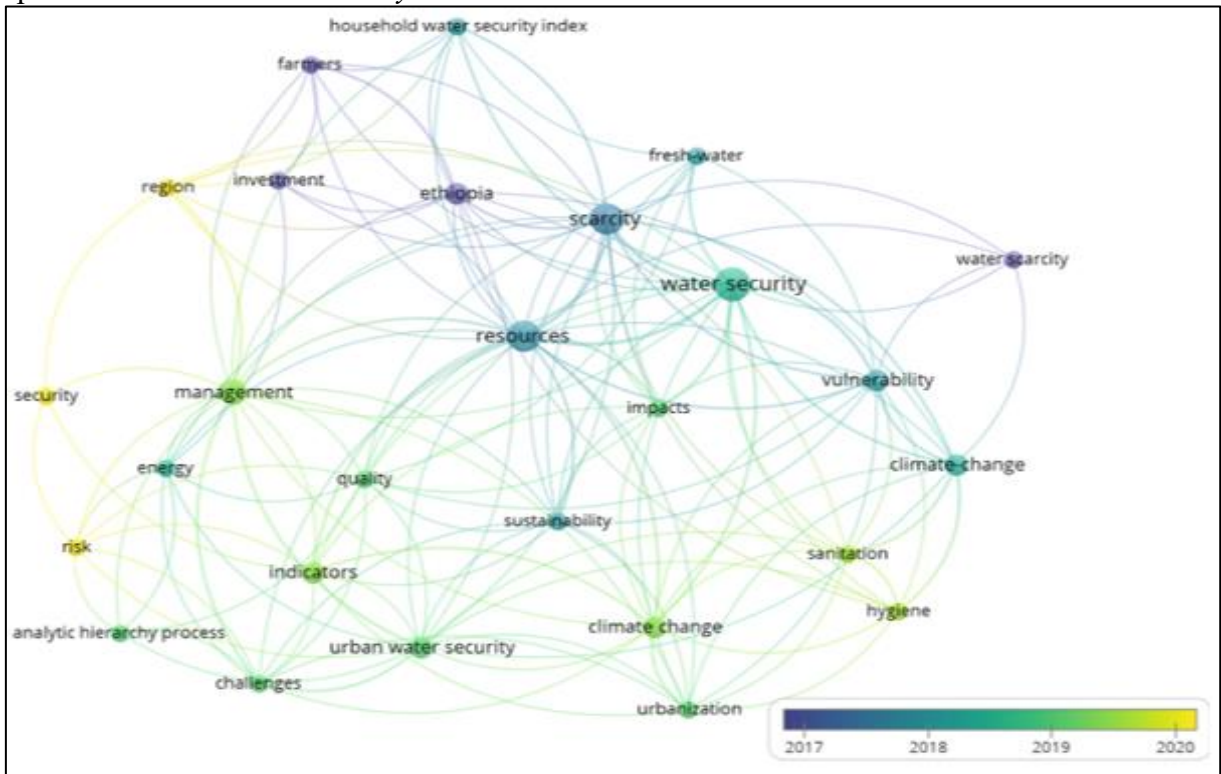 household water security index
farmers
fresh-water
region
investment
ethiopia
scarcity
water scarcity
water security
resources
vulnerability
security
management
impacts
energy
quality
climate-change
sustainability
risk
indicators
sanitation
hygiene
analytic hierarchy process
urban water security
climate change
challenges
urbanization
2017
2018
2019
2020